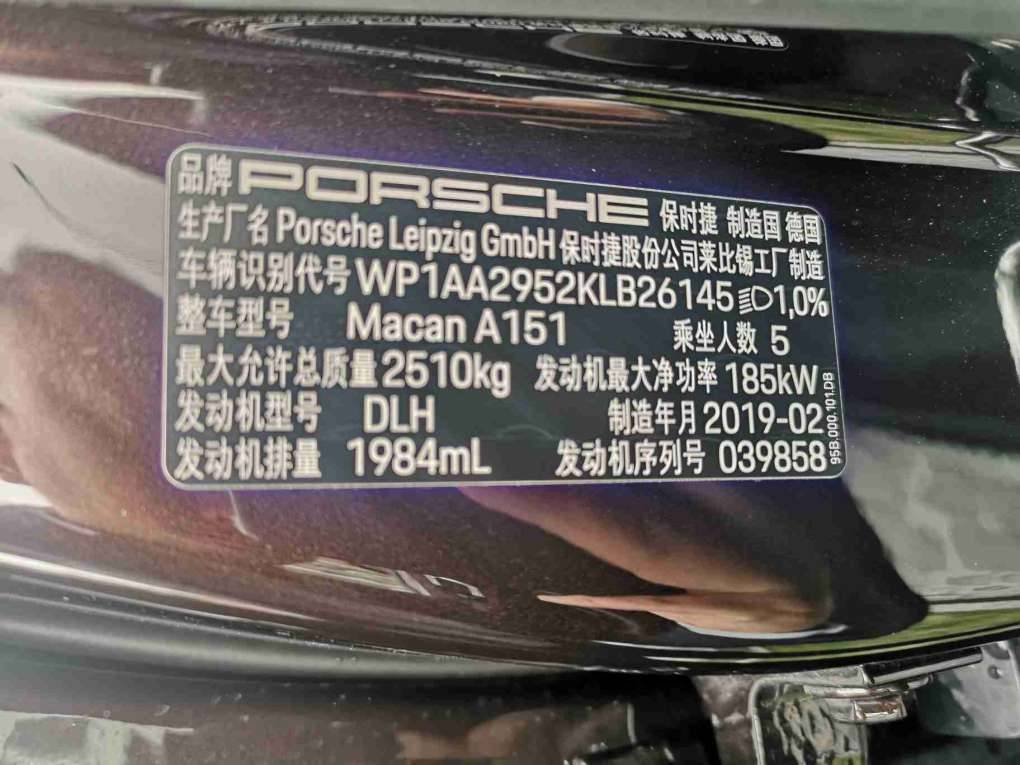 品牌 PORSCHE 保时捷 制造国 德国
生产厂名 Porsche Leipzig GmbH 保时捷股份公司莱比锡工厂制造
车辆识别代号 WP1AA2952KLB26145 1,0%
整车型号 Macan A151 乘坐人数 5
最大允许总质量 2510kg 发动机最大净功率 185kW
发动机型号 DLH 制造年月 2019-02
发动机排量 1984mL 发动机序列号 039858
95B.000.101.DB